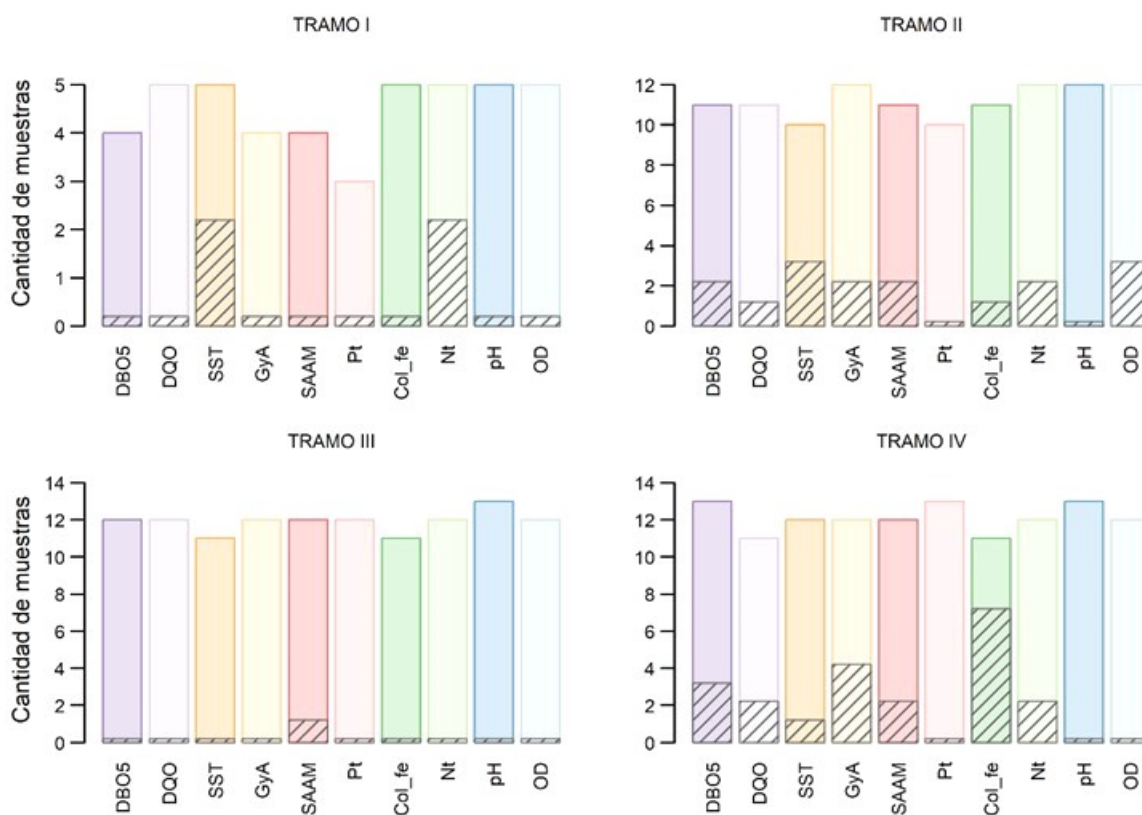 TRAMO I
Cantidad de muestras
5
4
3
2
1
0
DBO5
DQO
SST
GyA
SAAM
Pt
Col_fe
Nt
pH
OD
TRAMO II
12
10
8
6
4
2
0
DBO5
DQO
SST
GyA
SAAM
Pt
Col_fe
Nt
pH
OD
TRAMO III
Cantidad de muestras
14
12
10
8
6
4
2
0
DBO5
DQO
SST
GyA
SAAM
Pt
Col_fe
Nt
pH
OD
TRAMO IV
14
12
10
8
6
4
2
0
DBO5
DQO
SST
GyA
SAAM
Pt
Col_fe
Nt
pH
OD